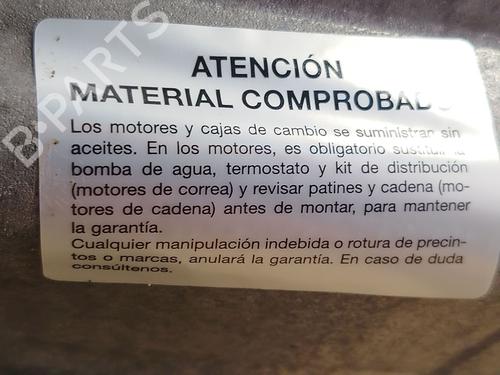 B-PARTS
ATENCIÓN
MATERIAL COMPROBADO
Los motores y cajas de cambio se suministran sin
aceites. En los motores, es obligatorio sustituir la
bomba de agua, termostato y kit de distribución
(motores de correa) y revisar patines y cadena (mo-
tores de cadena) antes de montar, para mantener
la garantía.
Cualquier manipulación indebida o rotura de precin-
tos o marcas, anulará la garantía. En caso de duda
consúltenos.